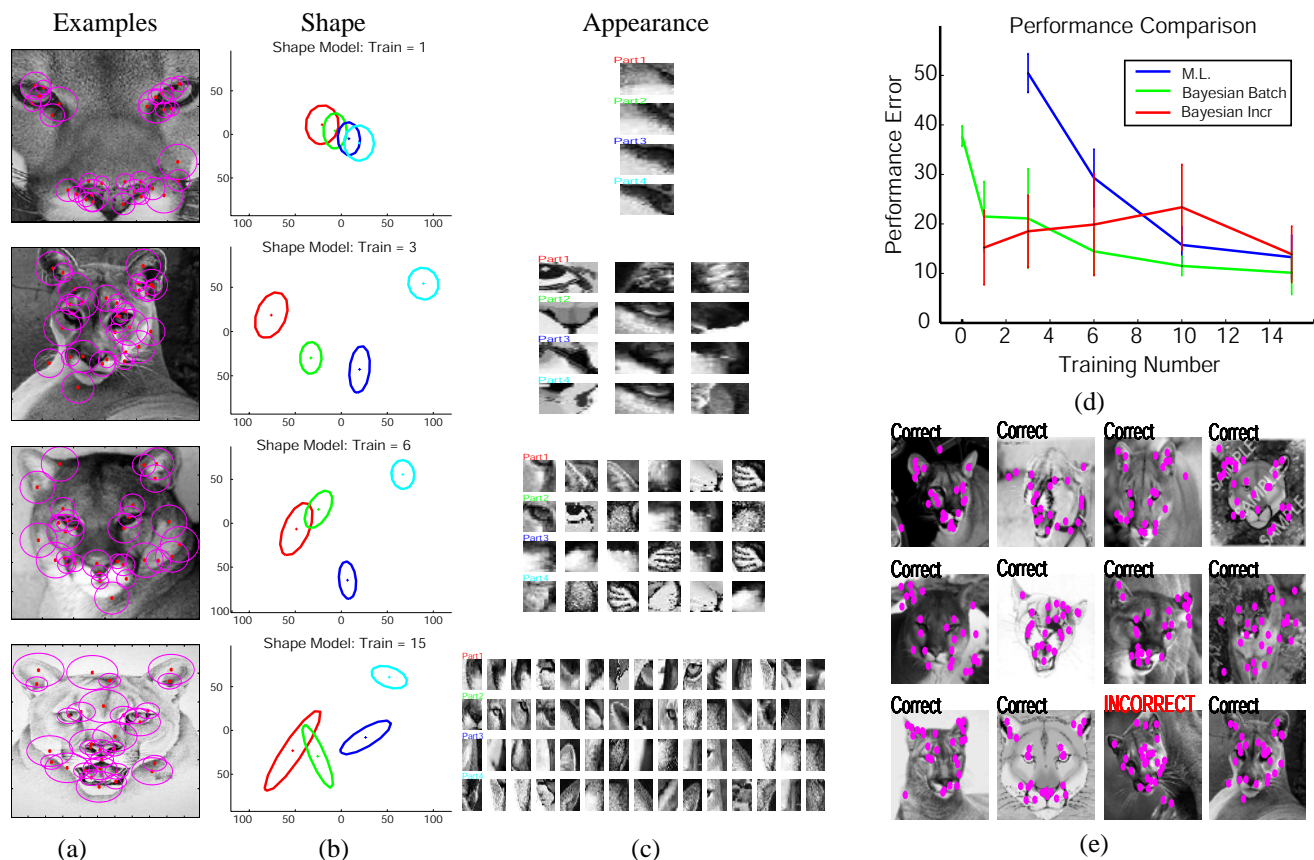 Examples
Shape
Appearance
Shape Model: Train = 1
50
0
50
100
50
0
50
100
Part1
Part2
Part3
Part4
Shape Model: Train = 3
50
0
50
100
50
0
50
100
Part1
Part2
Part3
Part4
Shape Model: Train = 6
50
0
50
100
100
50
0
50
100
Part1
Part2
Part3
Part4
Shape Model: Train = 15
50
0
50
100
50
0
50
100
Part1
Part2
Part3
Part4
(a)
(b)
(c)
Performance Comparison
M.L.
Bayesian Batch
Bayesian Incr
Performance Error
50
40
30
20
10
0
0
2
4
6
8
10
12
14
Training Number
(d)
Correct
Correct
Correct
Correct
SAMPLE
SAMPLE
SAMPLE
Correct
Correct
Correct
Correct
Correct
Correct
INCORRECT
Correct
(e)